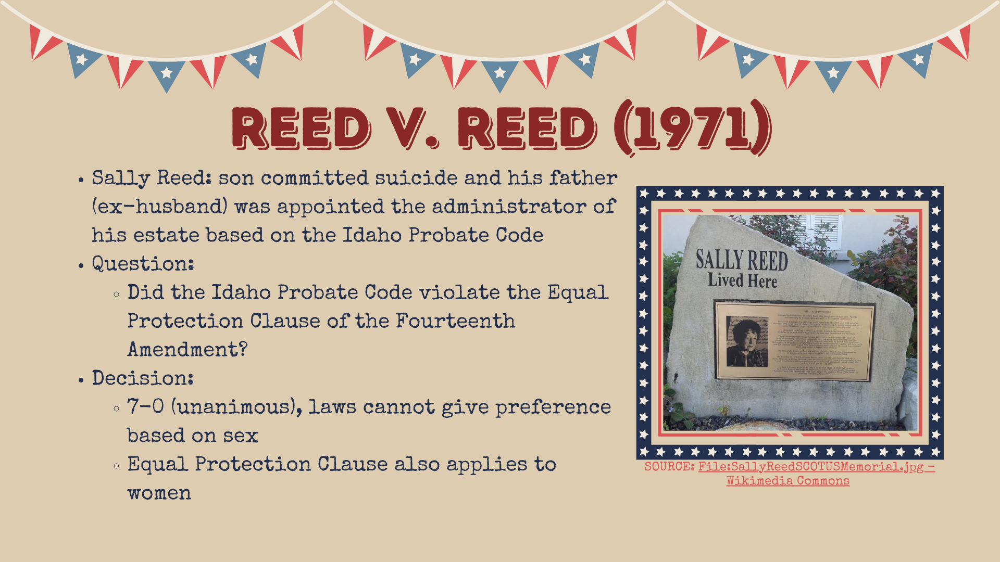 REED V. REED (1971)
• Sally Reed: son committed suicide and his father
(ex-husband) was appointed the administrator of
his estate based on the Idaho Probate Code
• Question:
◦ Did the Idaho Probate Code violate the Equal
Protection Clause of the Fourteenth
Amendment?
• Decision:
◦ 7-0 (unanimous), laws cannot give preference
based on sex
◦ Equal Protection Clause also applies to
women
SALLY REED
Lived Here
SOURCE: File:SallyReedSCOTUSMemorial.jpg -
Wikimedia Commons